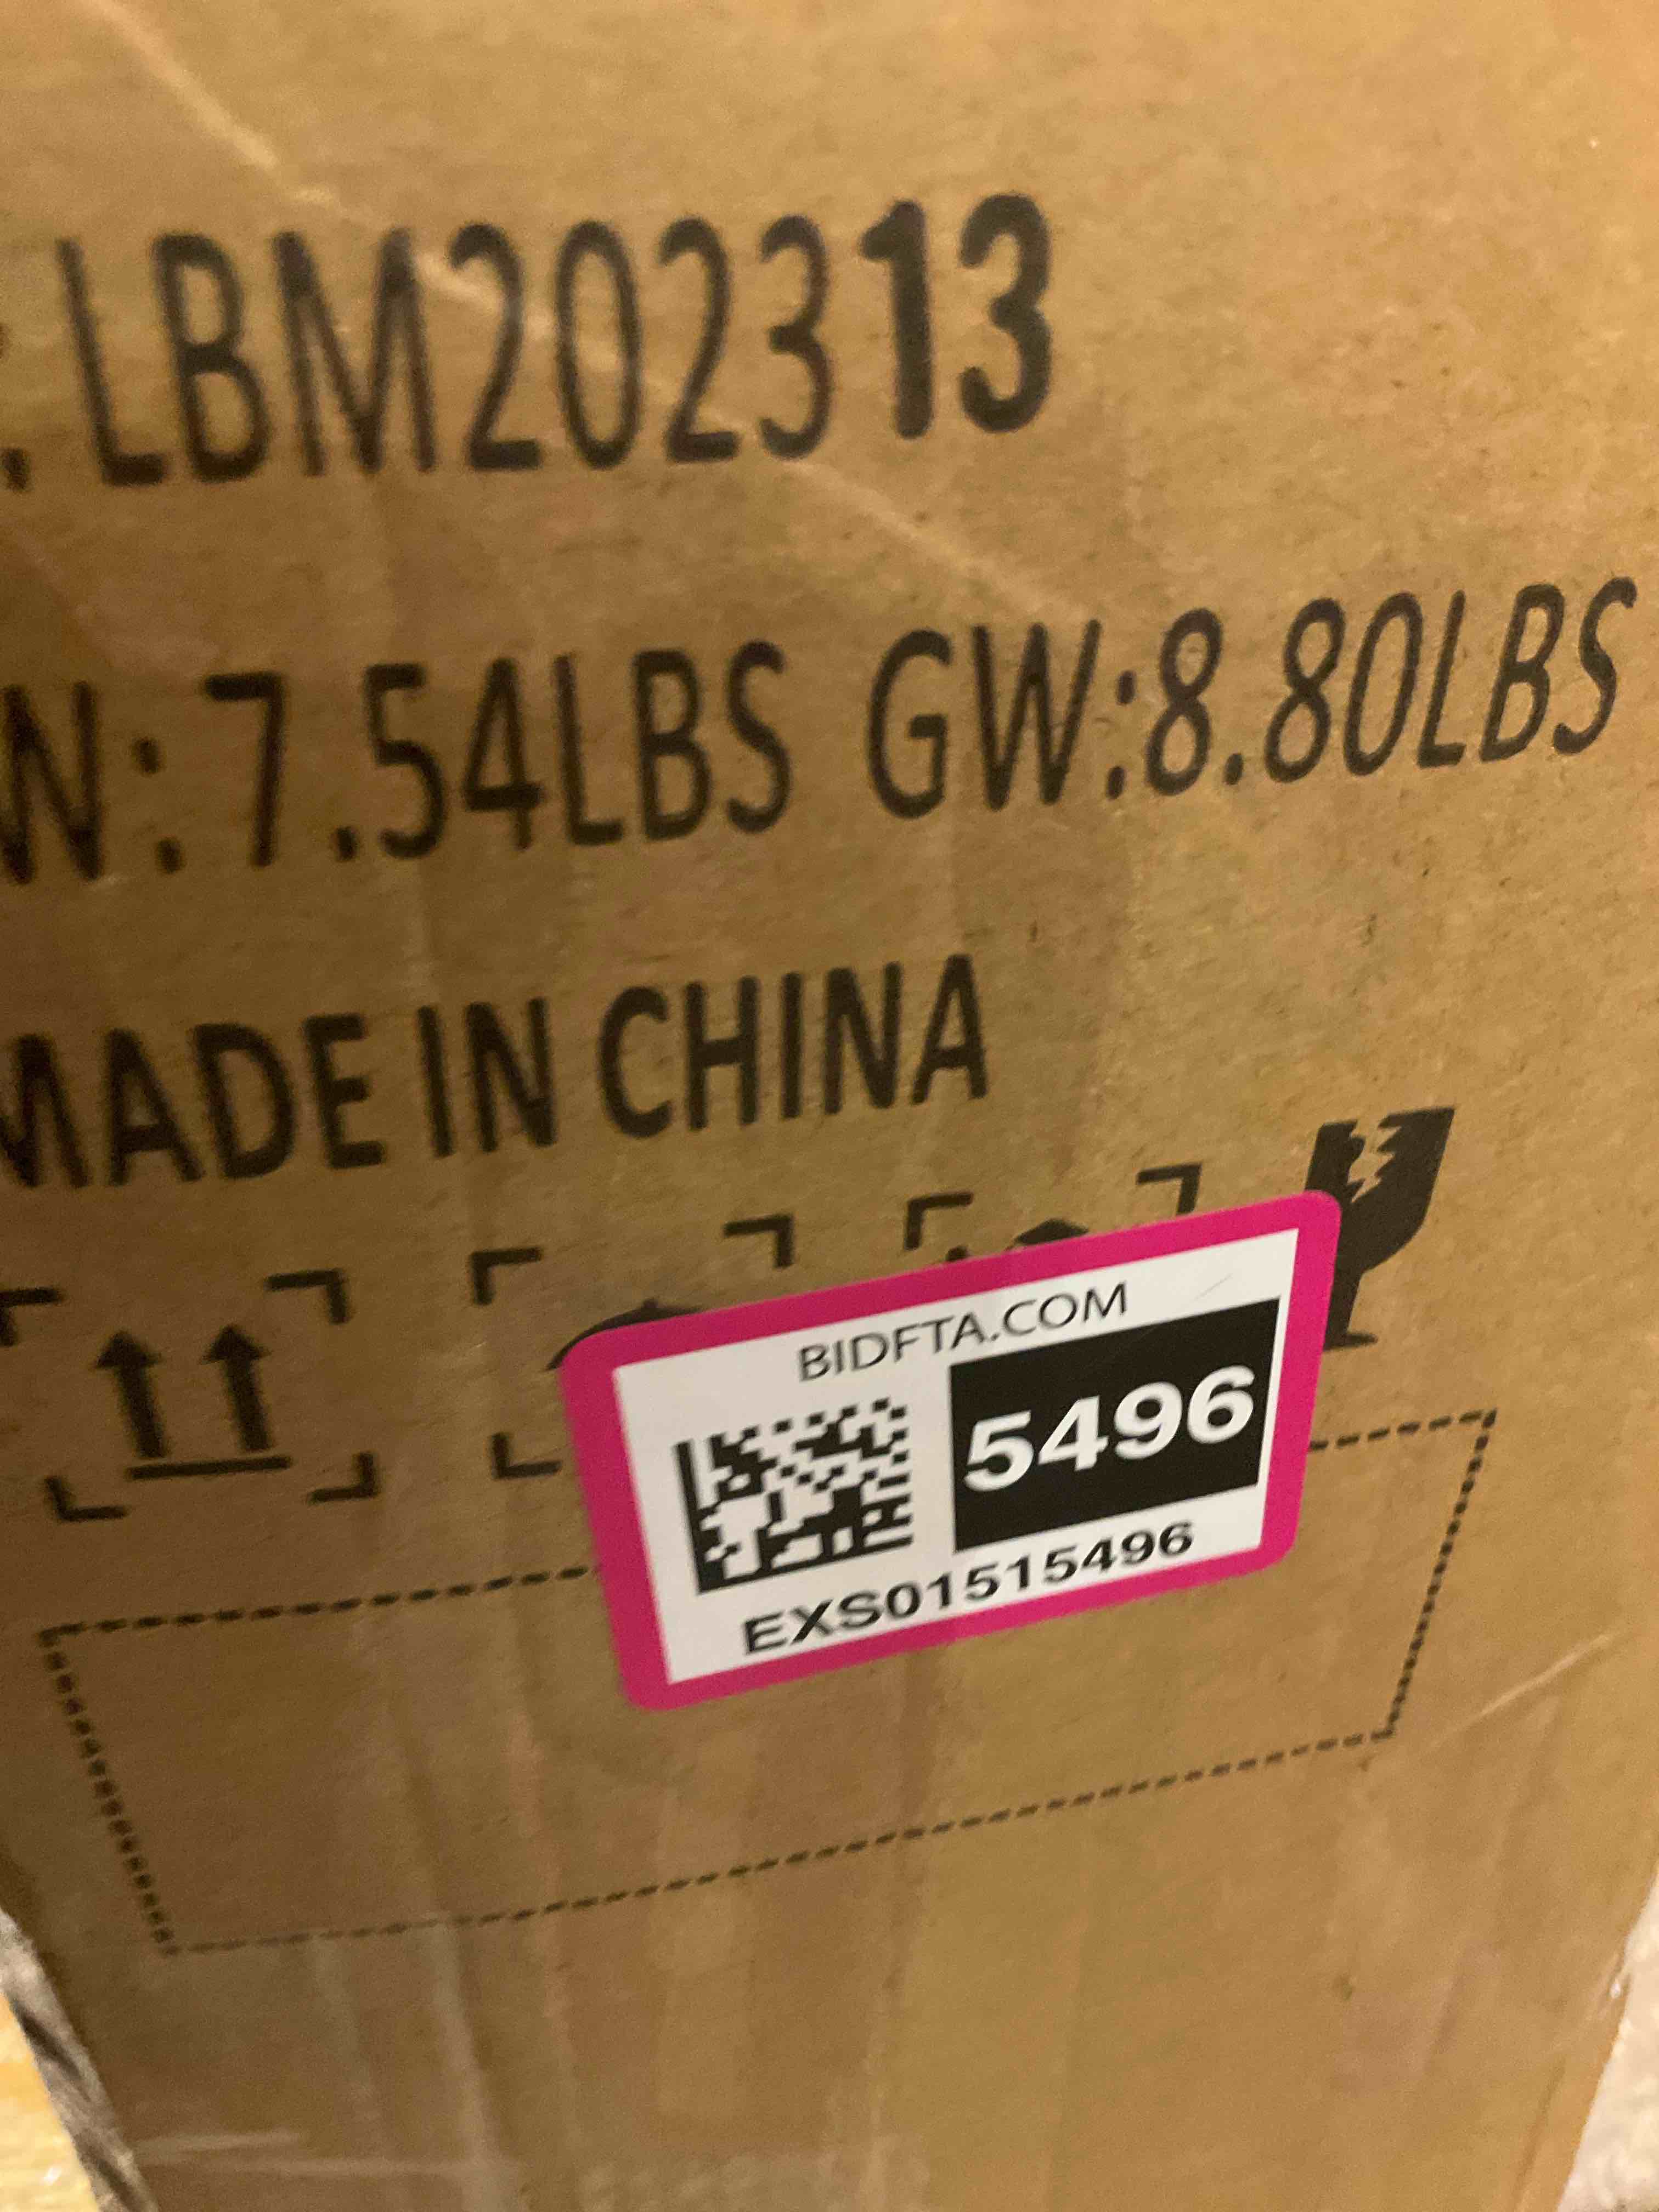 : LBM202313
W:7.54LBS GW:8.80LBS
MADE IN CHINA
BIDFTA.COM
5496
EXS01515496